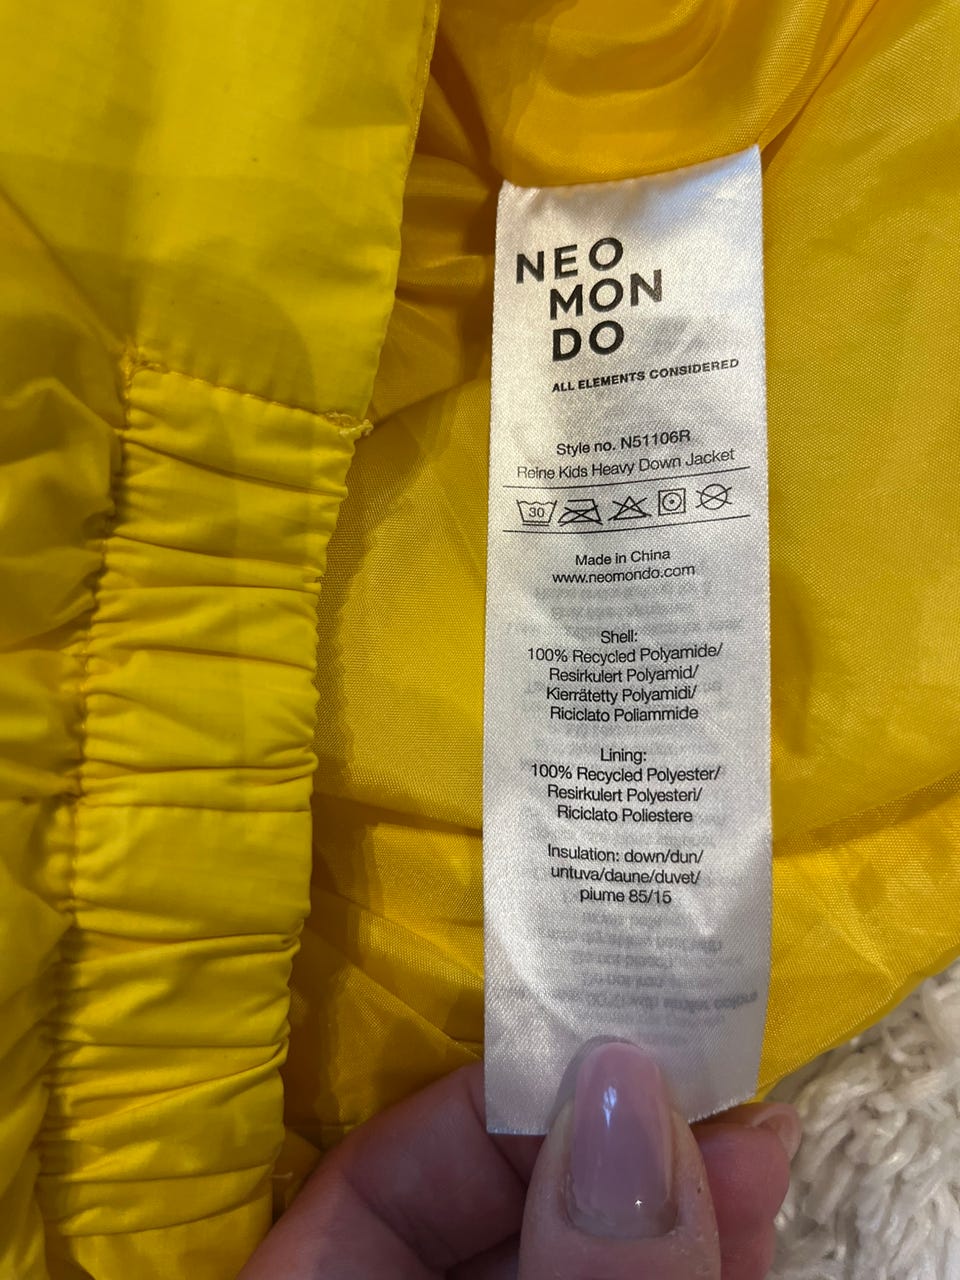 NEO
MON
DO
ALL ELEMENTS CONSIDERED
Style no. N51106R
Reine Kids Heavy Down Jacket
30
Made in China
www.neomondo.com
Shell:
100% Recycled Polyamide/
Resirkulert Polyamid/
Kierrätetty Polyamidi/
Riciclato Poliammide
Lining:
100% Recycled Polyester/
Resirkulert Polyesteri/
Riciclato Poliestere
Insulation: down/dun/
untuva/daune/duvet/
piume 85/15